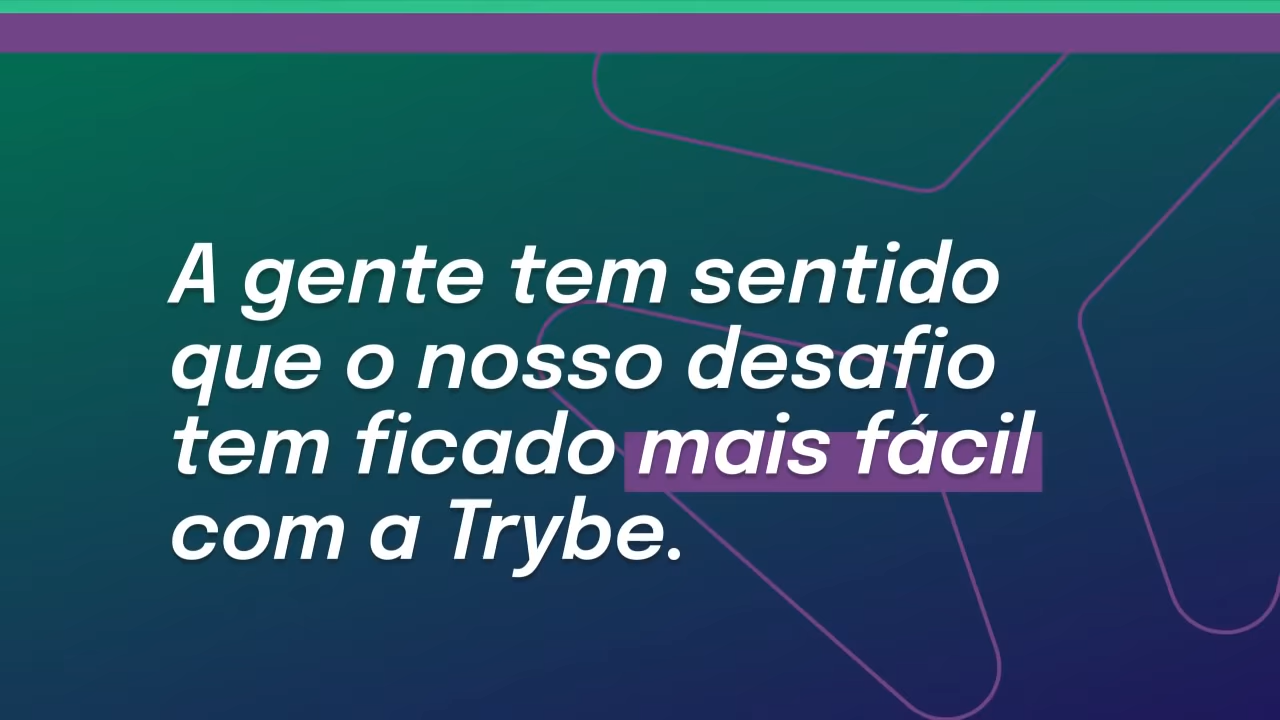 A gente tem sentido
que o nosso desafio
tem ficado mais fácil
com a Trybe.